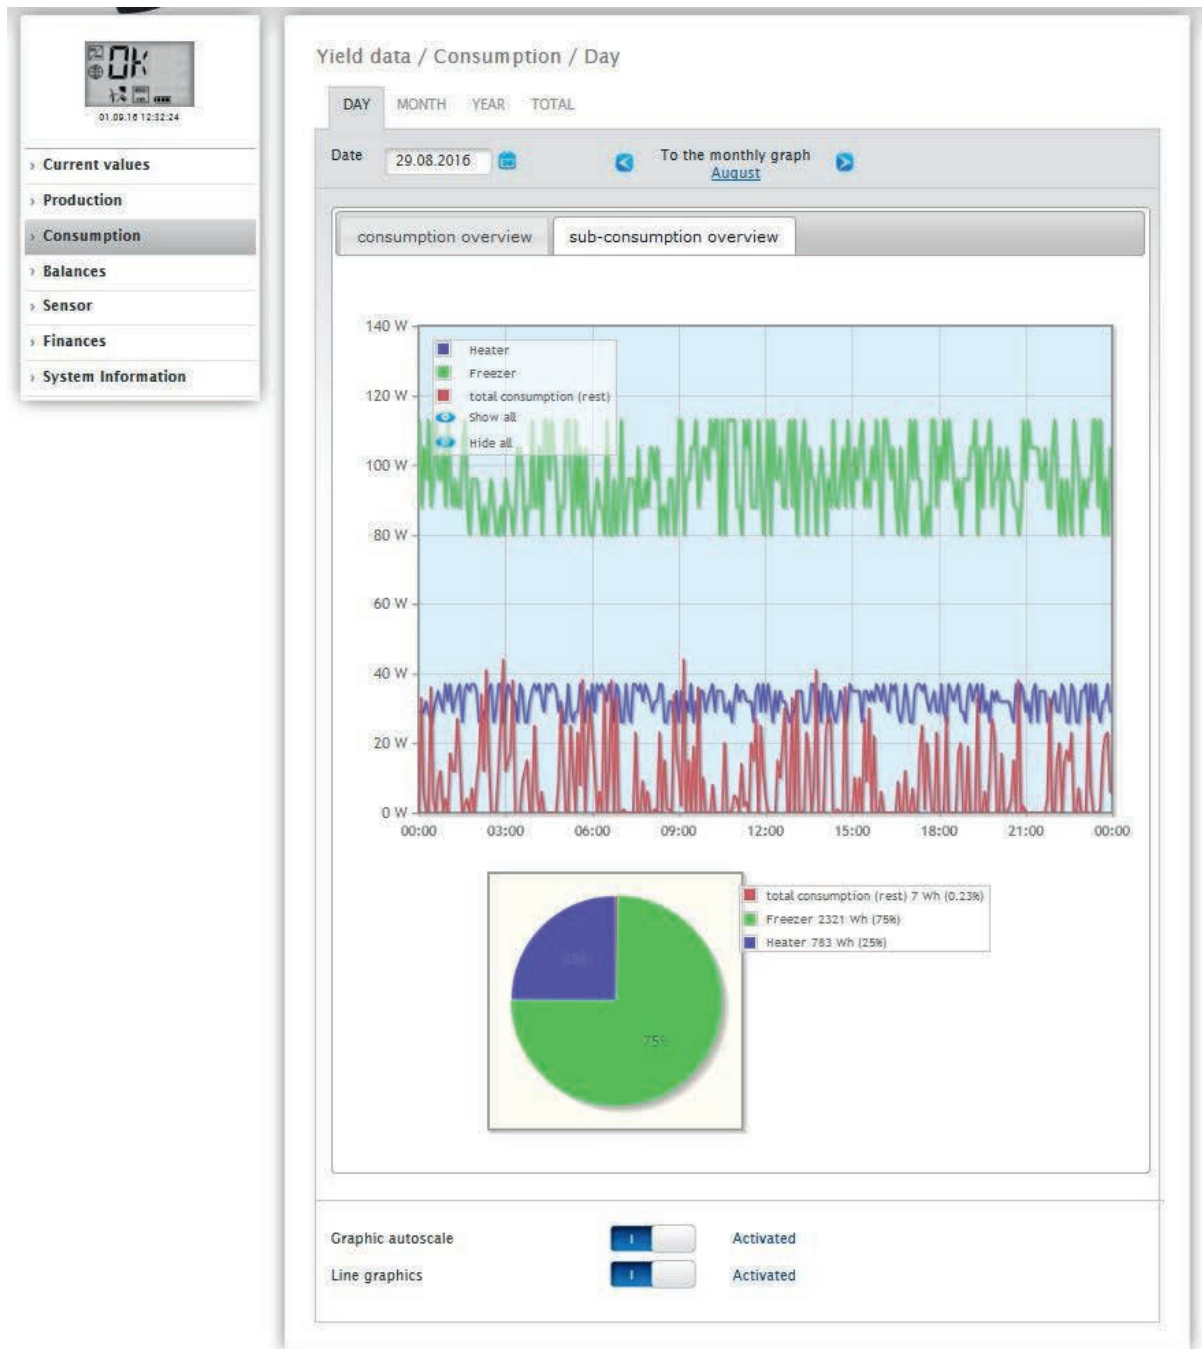 OK
01.09.16 12:32:24
Current values
Production
Consumption
Balances
Sensor
Finances
System Information
Yield data / Consumption / Day
DAY MONTH YEAR TOTAL
Date 29.08.2016 To the monthly graph
August
consumption overview sub-consumption overview
140 W
120 W
100 W
80 W
60 W
40 W
20 W
0 W
Heater
Freezer
total consumption (rest)
Show all
Hide all
00:00 03:00 06:00 09:00 12:00 15:00 18:00 21:00 00:00
total consumption (rest) 7 Wh (0.23%)
Freezer 2321 Wh (75%)
Heater 783 Wh (25%)
25%
75%
Graphic autoscale I Activated
Line graphics I Activated